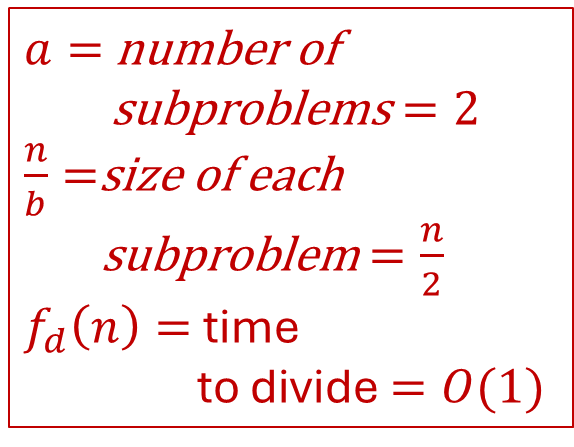 a = number of
subproblems = 2
n/b = size of each
subproblem = n/2
f_d(n) = time
to divide = O(1)